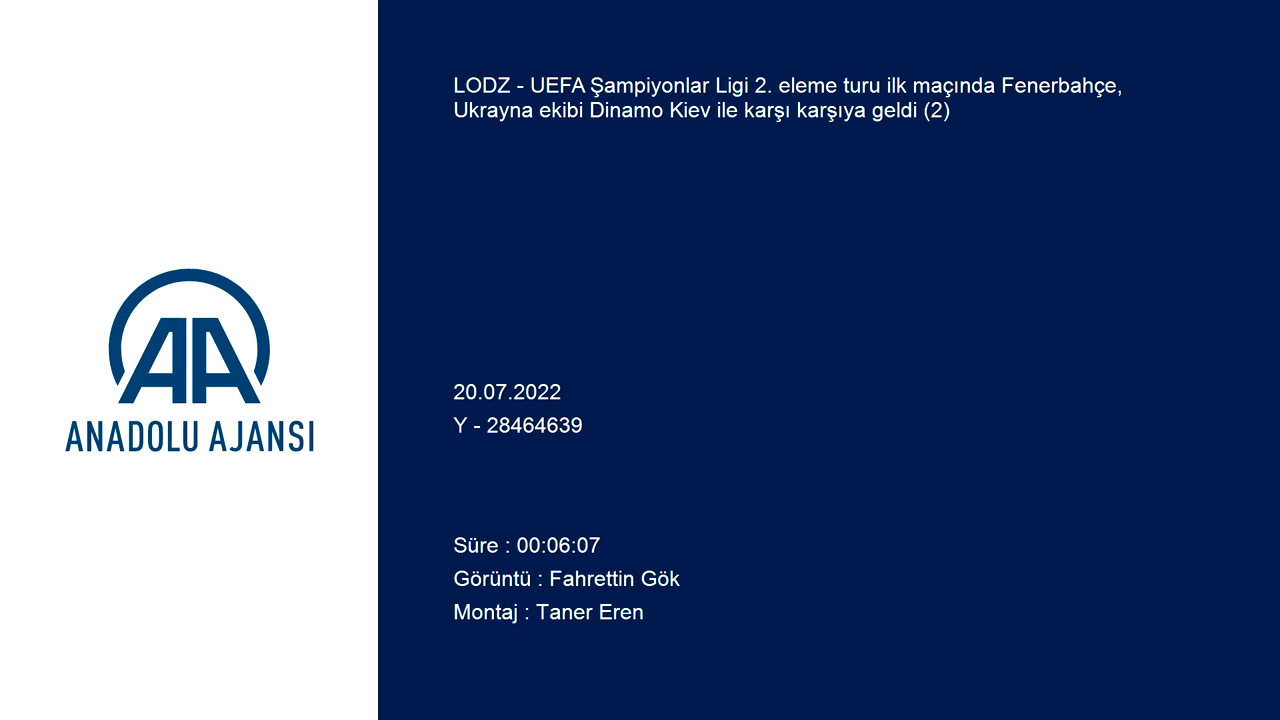 LODZ - UEFA Şampiyonlar Ligi 2. eleme turu ilk maçında Fenerbahçe,
Ukrayna ekibi Dinamo Kiev ile karşı karşıya geldi (2)
AA
ANADOLU AJANSI
20.07.2022
Y - 28464639
Süre : 00:06:07
Görüntü : Fahrettin Gök
Montaj : Taner Eren